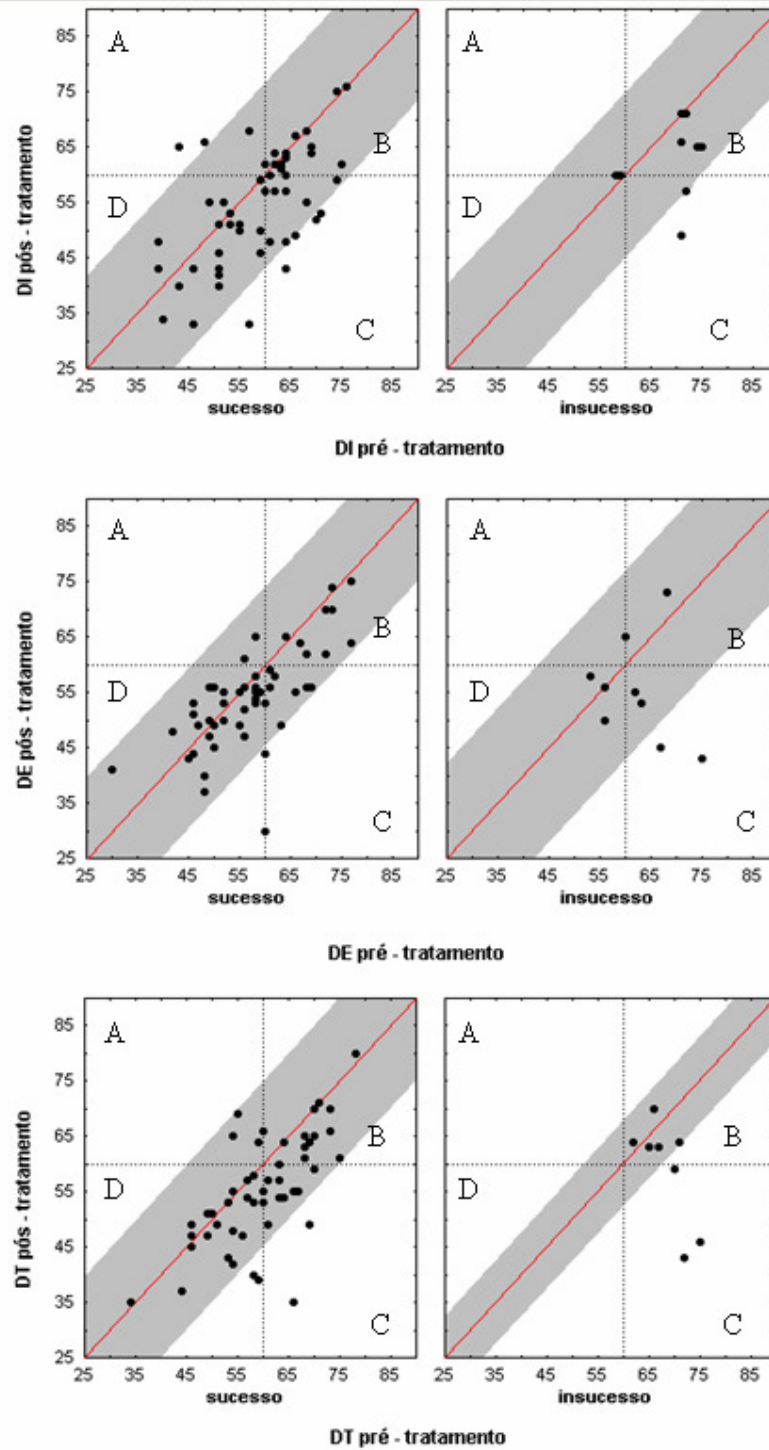 85
75
65
55
45
35
25
DI pós - tratamento
A
B
D
C
A
B
D
C
25 35 45 55 65 75 85
25 35 45 55 65 75 85
sucesso
insucesso
DI pré - tratamento
85
75
65
55
45
35
25
DE pós - tratamento
A
B
D
C
A
B
D
C
25 35 45 55 65 75 85
25 35 45 55 65 75 85
sucesso
insucesso
DE pré - tratamento
85
75
65
55
45
35
25
DT pós - tratamento
A
B
D
C
A
B
D
C
25 35 45 55 65 75 85
25 35 45 55 65 75 85
sucesso
insucesso
DT pré - tratamento